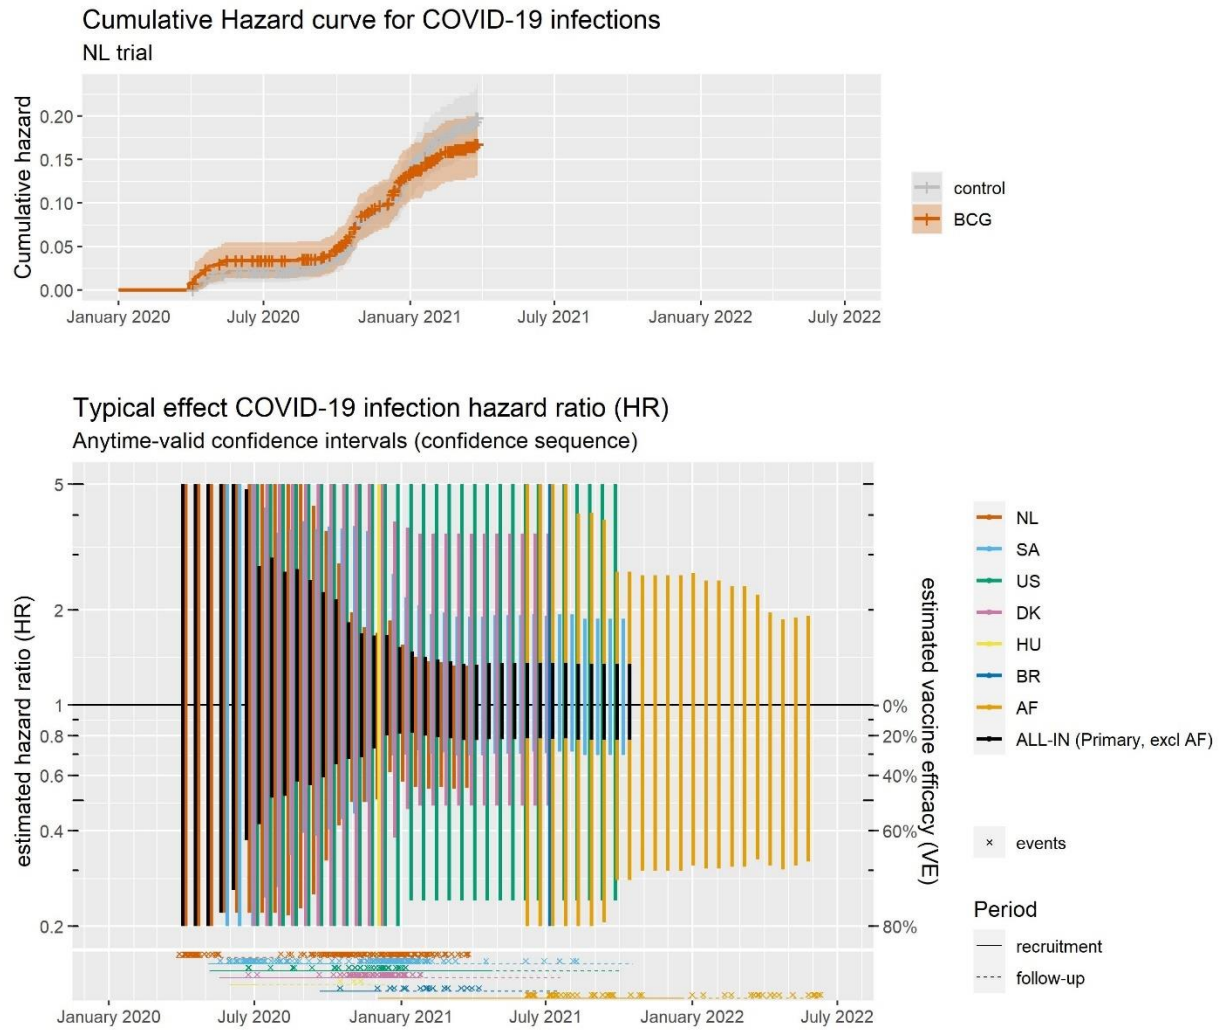 Cumulative Hazard curve for COVID-19 infections
NL trial
Cumulative hazard
0.20
0.15
0.10
0.05
0.00
January 2020
July 2020
January 2021
July 2021
January 2022
July 2022
control
BCG
Typical effect COVID-19 infection hazard ratio (HR)
Anytime-valid confidence intervals (confidence sequence)
estimated hazard ratio (HR)
5
2
1
0.8
0.6
0.4
0.2
0%
20%
40%
60%
80%
estimated vaccine efficacy (VE)
January 2020
July 2020
January 2021
July 2021
January 2022
July 2022
NL
SA
US
DK
HU
BR
AF
ALL-IN (Primary, excl AF)
events
Period
recruitment
follow-up